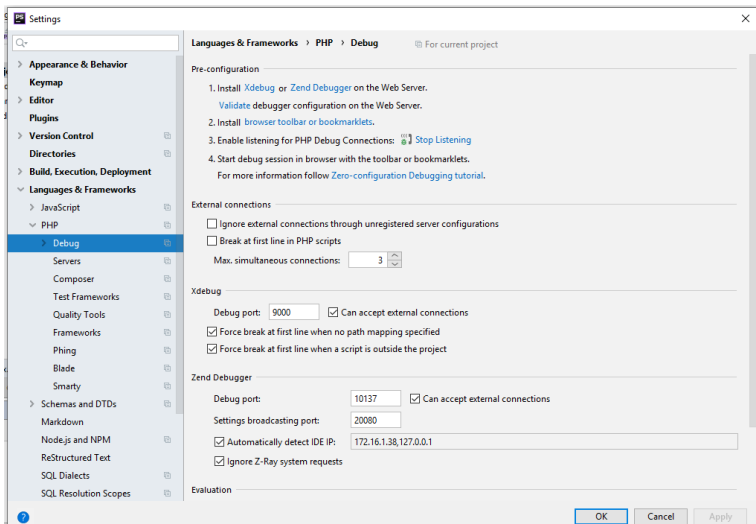 PS Settings
Languages & Frameworks > PHP > Debug For current project
Appearance & Behavior
Keymap
Editor
Plugins
Version Control
Directories
Build, Execution, Deployment
Languages & Frameworks
JavaScript
PHP
Debug
Servers
Composer
Test Frameworks
Quality Tools
Frameworks
Phing
Blade
Smarty
Schemas and DTDs
Markdown
Node.js and NPM
ReStructured Text
SQL Dialects
SQL Resolution Scopes
Pre-configuration
1. Install Xdebug or Zend Debugger on the Web Server.
Validate debugger configuration on the Web Server.
2. Install browser toolbar or bookmarklets.
3. Enable listening for PHP Debug Connections: Stop Listening
4. Start debug session in browser with the toolbar or bookmarklets.
For more information follow Zero-configuration Debugging tutorial.
External connections
Ignore external connections through unregistered server configurations
Break at first line in PHP scripts
Max. simultaneous connections: 3
Xdebug
Debug port: 9000 Can accept external connections
Force break at first line when no path mapping specified
Force break at first line when a script is outside the project
Zend Debugger
Debug port: 10137 Can accept external connections
Settings broadcasting port: 20080
Automatically detect IDE IP: 172.16.1.38,127.0.0.1
Ignore Z-Ray system requests
Evaluation
? OK Cancel Apply